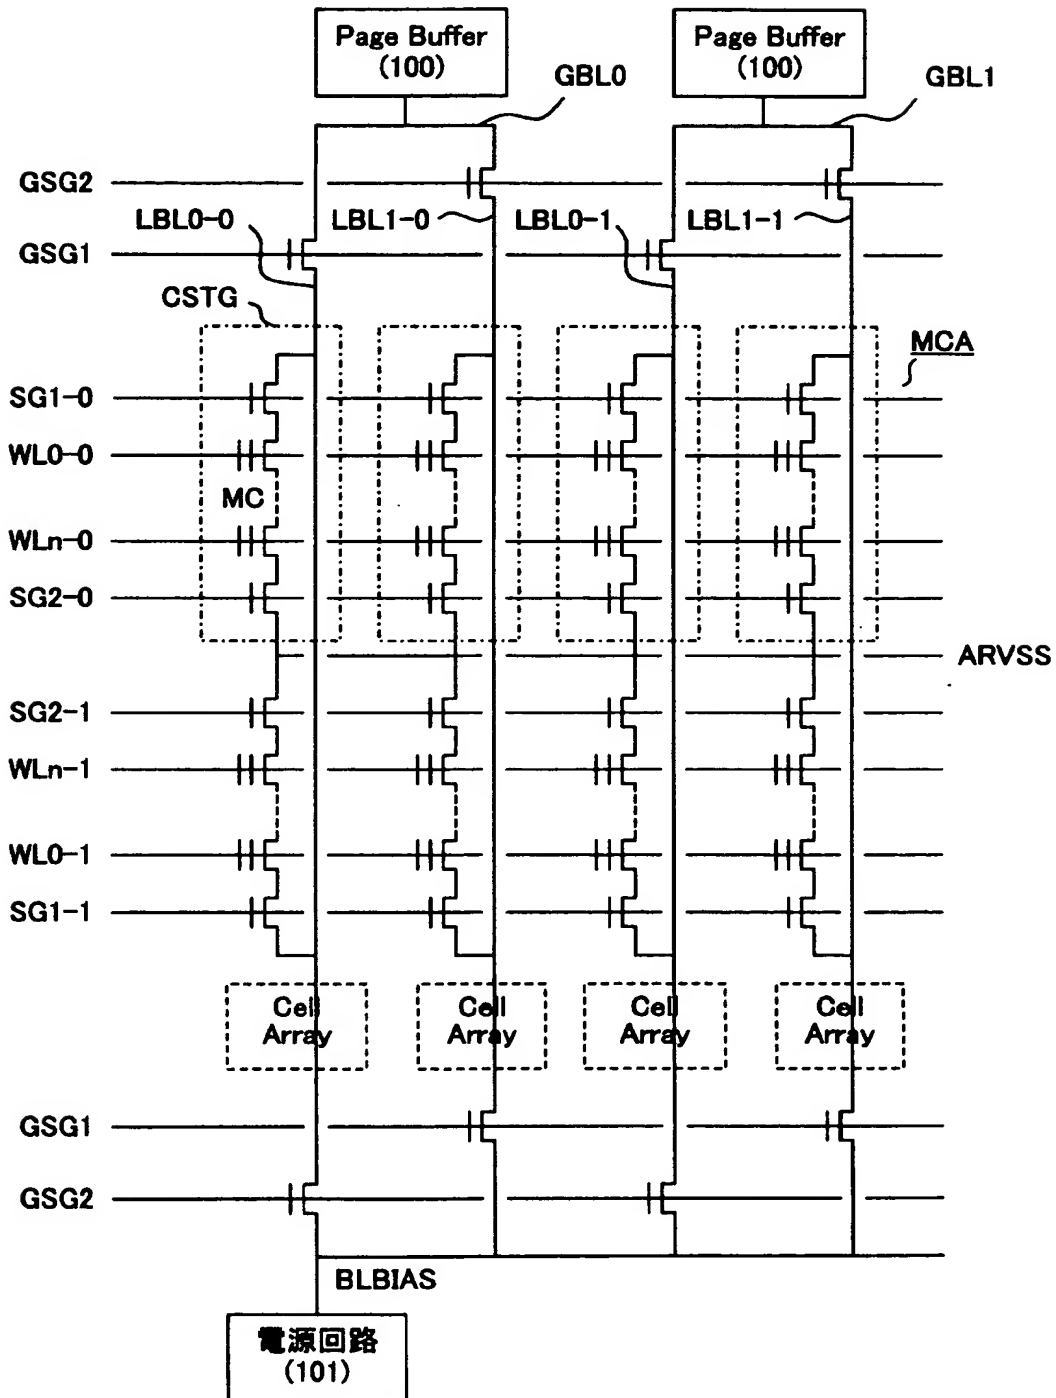 Page Buffer
(100)
Page Buffer
(100)
GBL0
GBL1
GSG2
LBL0-0
LBL1-0
LBL0-1
LBL1-1
GSG1
CSTG
MCA
SG1-0
WL0-0
MC
WLn-0
SG2-0
ARVSS
SG2-1
WLn-1
WL0-1
SG1-1
Cell
Array
Cell
Array
Cell
Array
Cell
Array
GSG1
GSG2
BLBIAS
電源回路
(101)